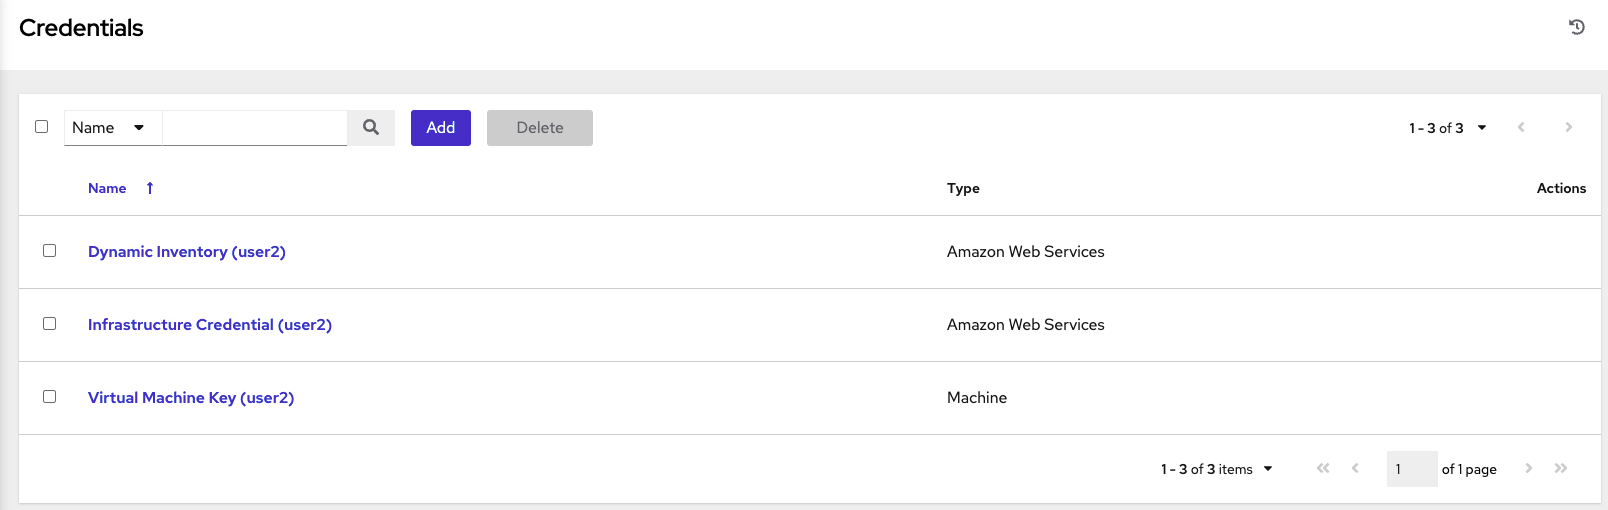 Credentials
Name Add Delete 1 - 3 of 3
Name Type Actions
Dynamic Inventory (user2) Amazon Web Services
Infrastructure Credential (user2) Amazon Web Services
Virtual Machine Key (user2) Machine
1 - 3 of 3 items 1 of 1 page